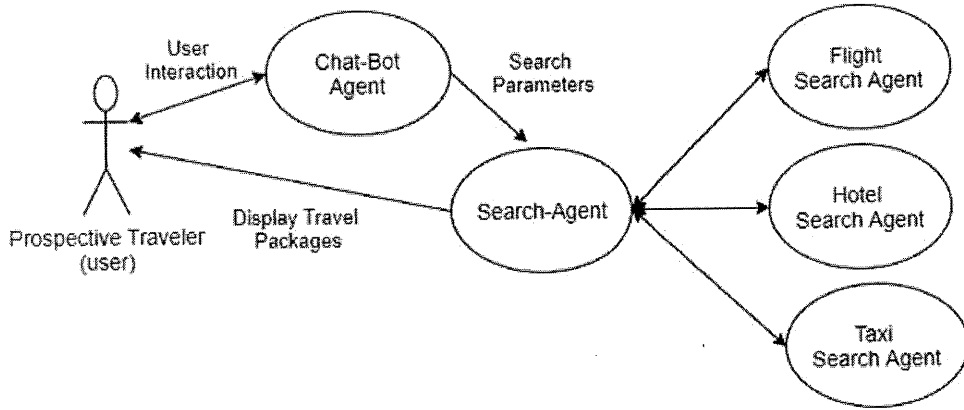 User
Interaction
Chat-Bot
Agent
Search
Parameters
Flight
Search Agent
Prospective Traveler
(user)
Display Travel
Packages
Search-Agent
Hotel
Search Agent
Taxi
Search Agent